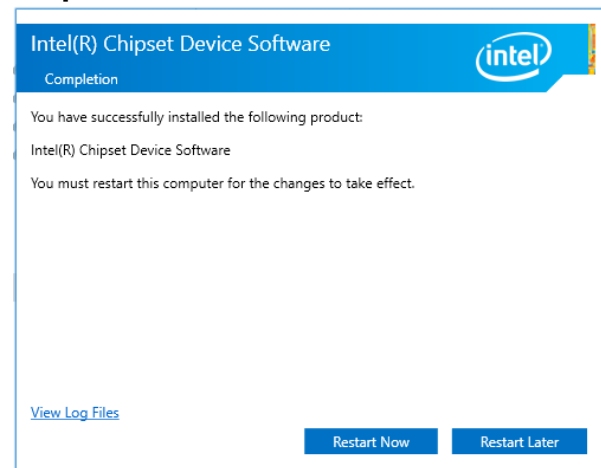 Intel(R) Chipset Device Software
intel
Completion
You have successfully installed the following product:
Intel(R) Chipset Device Software
You must restart this computer for the changes to take effect.
View Log Files
Restart Now
Restart Later